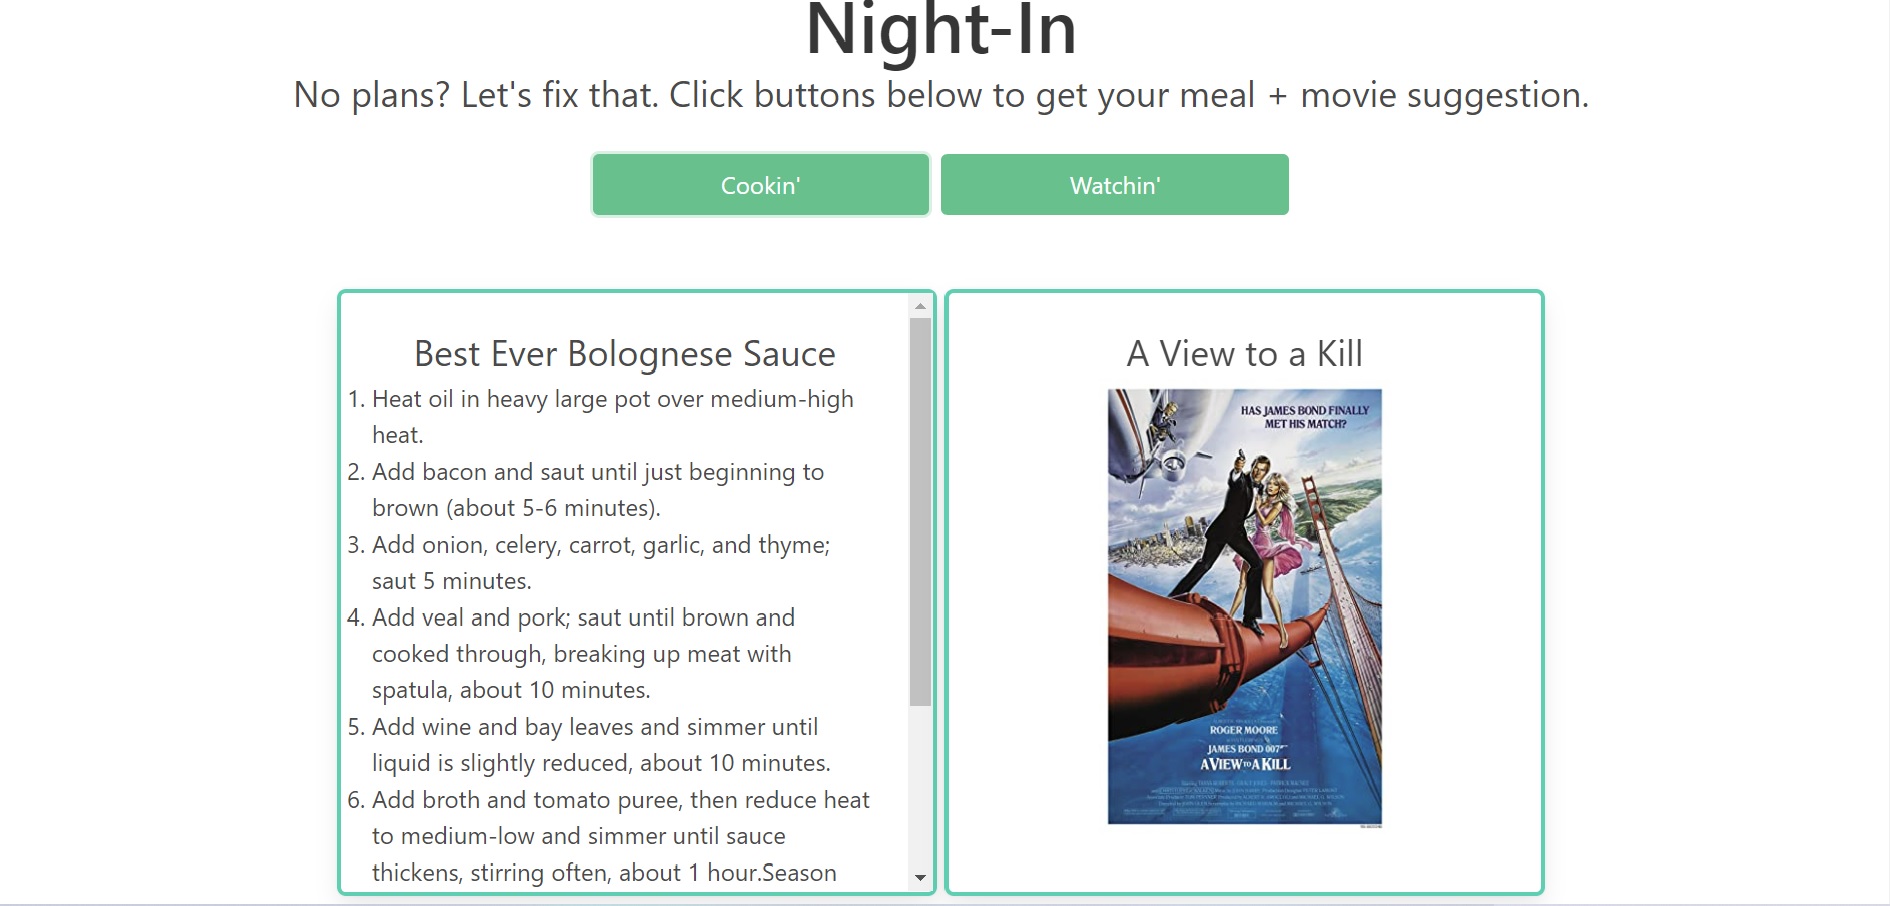 Night-In
No plans? Let's fix that. Click buttons below to get your meal + movie suggestion.
Cookin'
Watchin'
Best Ever Bolognese Sauce
1. Heat oil in heavy large pot over medium-high
heat.
2. Add bacon and saut until just beginning to
brown (about 5-6 minutes).
3. Add onion, celery, carrot, garlic, and thyme;
saut 5 minutes.
4. Add veal and pork; saut until brown and
cooked through, breaking up meat with
spatula, about 10 minutes.
5. Add wine and bay leaves and simmer until
liquid is slightly reduced, about 10 minutes.
6. Add broth and tomato puree, then reduce heat
to medium-low and simmer until sauce
thickens, stirring often, about 1 hour.Season
A View to a Kill
HAS JAMES BOND FINALLY
MET HIS MATCH?
ROGER MOORE
JAMES BOND 007
A VIEW TO A KILL